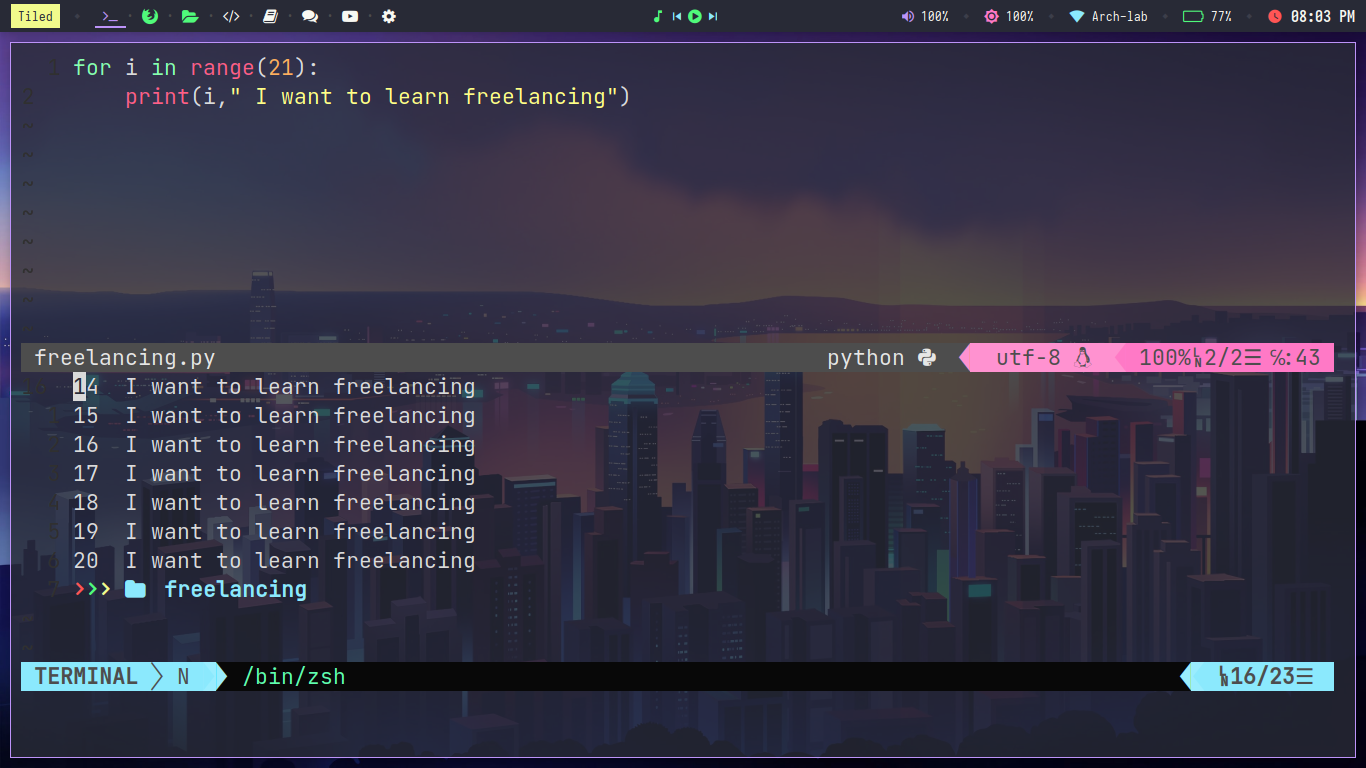 Tiled >_ </> 100% 100% Arch-lab 77% 08:03 PM
1 for i in range(21):
2 print(i," I want to learn freelancing")
~
~
~
~
~
~
~
freelancing.py python utf-8 100% 2/2 ℅:43
14 I want to learn freelancing
15 I want to learn freelancing
16 I want to learn freelancing
17 I want to learn freelancing
18 I want to learn freelancing
5 19 I want to learn freelancing
6 20 I want to learn freelancing
>>> freelancing
~
TERMINAL N /bin/zsh 16/23